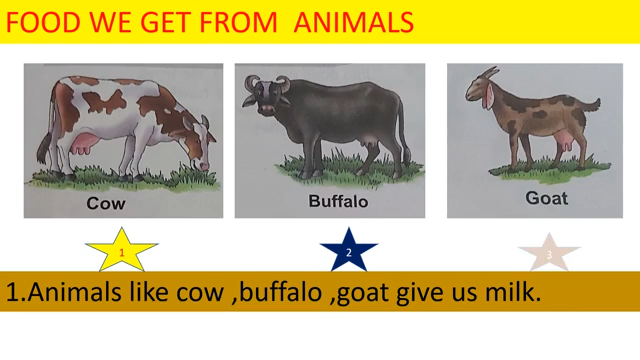 FOOD WE GET FROM ANIMALS
Cow
Buffalo
Goat
1
2
3
1.Animals like cow ,buffalo ,goat give us milk.